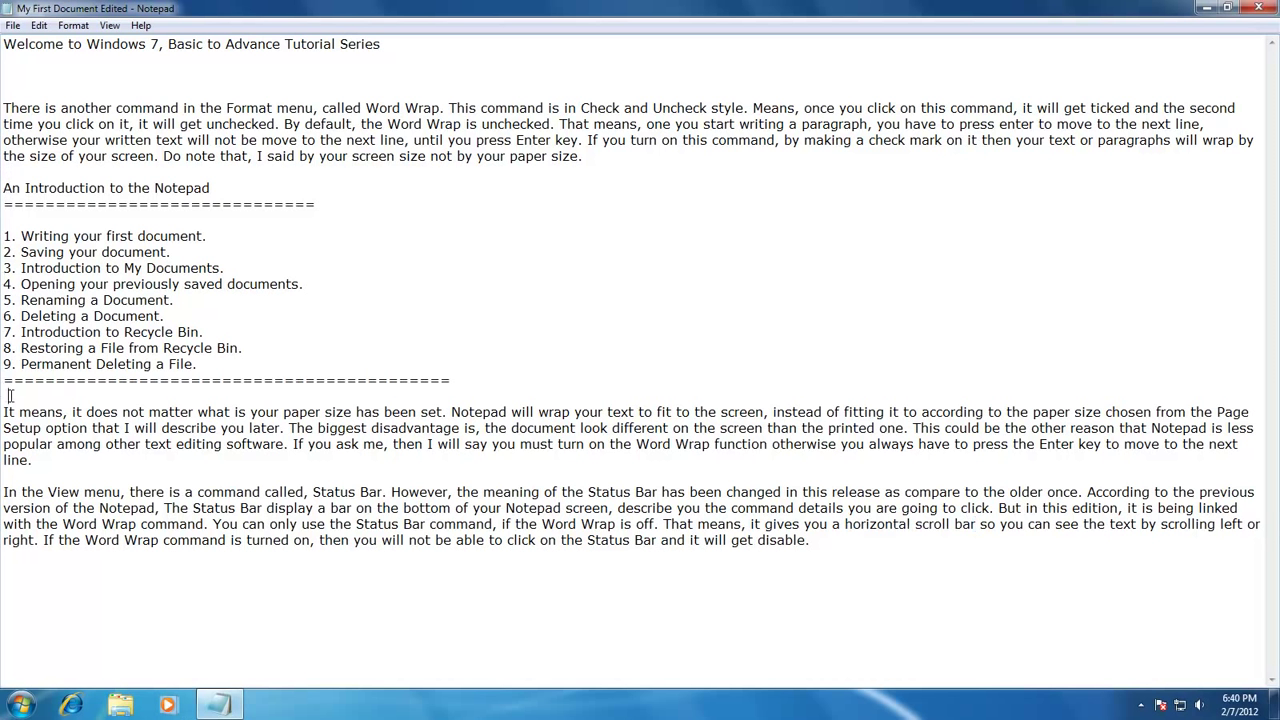 My First Document Edited - Notepad
File Edit Format View Help
Welcome to Windows 7, Basic to Advance Tutorial Series
There is another command in the Format menu, called Word Wrap. This command is in Check and Uncheck style. Means, once you click on this command, it will get ticked and the second
time you click on it, it will get unchecked. By default, the Word Wrap is unchecked. That means, one you start writing a paragraph, you have to press enter to move to the next line,
otherwise your written text will not be move to the next line, until you press Enter key. If you turn on this command, by making a check mark on it then your text or paragraphs will wrap by
the size of your screen. Do note that, I said by your screen size not by your paper size.
An Introduction to the Notepad
==============================
1. Writing your first document.
2. Saving your document.
3. Introduction to My Documents.
4. Opening your previously saved documents.
5. Renaming a Document.
6. Deleting a Document.
7. Introduction to Recycle Bin.
8. Restoring a File from Recycle Bin.
9. Permanent Deleting a File.
===========================================
It means, it does not matter what is your paper size has been set. Notepad will wrap your text to fit to the screen, instead of fitting it to according to the paper size chosen from the Page
Setup option that I will describe you later. The biggest disadvantage is, the document look different on the screen than the printed one. This could be the other reason that Notepad is less
popular among other text editing software. If you ask me, then I will say you must turn on the Word Wrap function otherwise you always have to press the Enter key to move to the next
line.
In the View menu, there is a command called, Status Bar. However, the meaning of the Status Bar has been changed in this release as compare to the older once. According to the previous
version of the Notepad, The Status Bar display a bar on the bottom of your Notepad screen, describe you the command details you are going to click. But in this edition, it is being linked
with the Word Wrap command. You can only use the Status Bar command, if the Word Wrap is off. That means, it gives you a horizontal scroll bar so you can see the text by scrolling left or
right. If the Word Wrap command is turned on, then you will not be able to click on the Status Bar and it will get disable.
6:40 PM
2/7/2012